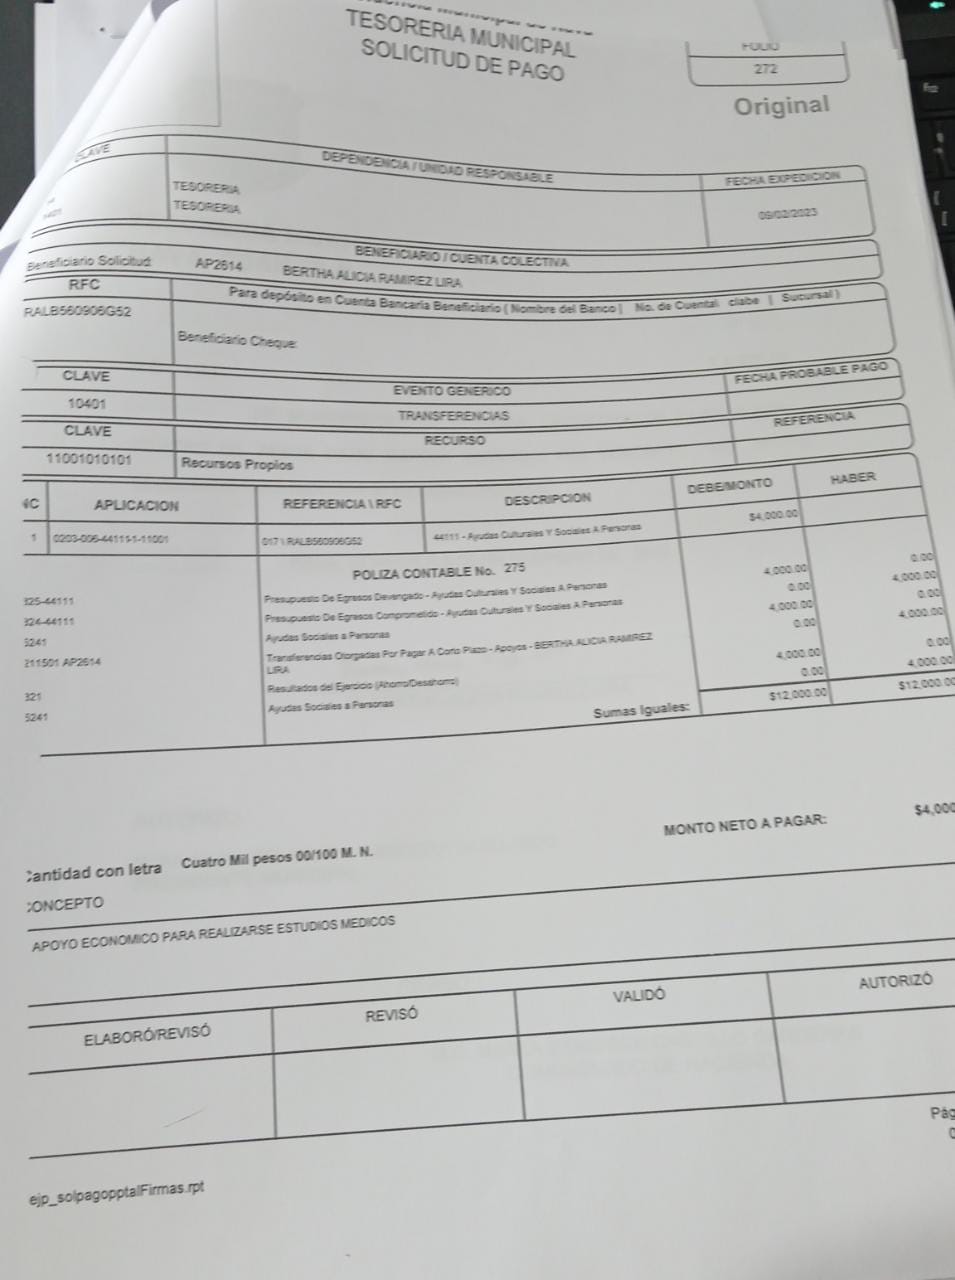 TESORERIA MUNICIPAL
SOLICITUD DE PAGO
FOLIO
272
Original
CLAVE DEPENDENCIA / UNIDAD RESPONSABLE FECHA EXPEDICION
TESORERIA
TESORERIA
09/02/2023
BENEFICIARIO / CUENTA COLECTIVA
Beneficiario Solicitud: AP2614 BERTHA ALICIA RAMIREZ LIRA
RFC Para depósito en Cuenta Bancaria Beneficiario ( Nombre del Banco | No. de Cuenta\ clabe | Sucursal )
RALB560906G52
Beneficiario Cheque:
CLAVE EVENTO GENERICO FECHA PROBABLE PAGO
10401 TRANSFERENCIAS
CLAVE RECURSO REFERENCIA
11001010101 Recursos Propios
NC APLICACION REFERENCIA \ RFC DESCRIPCION DEBE/MONTO HABER
1 0203-006-44111-1-11001 017 \ RALB560906G52 44111 - Ayudas Culturales Y Sociales A Personas $4,000.00
POLIZA CONTABLE No. 275
825-44111 Presupuesto De Egresos Devengado - Ayudas Culturales Y Sociales A Personas 4,000.00 0.00
824-44111 Presupuesto De Egresos Comprometido - Ayudas Culturales Y Sociales A Personas 0.00 4,000.00
5241 Ayudas Sociales a Personas 4,000.00 0.00
211501 AP2614 Transferencias Otorgadas Por Pagar A Corto Plazo - Apoyos - BERTHA ALICIA RAMIREZ 0.00 4,000.00
LIRA
321 Resultados del Ejercicio (Ahorro/Desahorro) 4,000.00 0.00
5241 Ayudas Sociales a Personas 0.00 4,000.00
Sumas Iguales: $12,000.00 $12,000.00
MONTO NETO A PAGAR: $4,000
Cantidad con letra Cuatro Mil pesos 00/100 M. N.
CONCEPTO
APOYO ECONOMICO PARA REALIZARSE ESTUDIOS MEDICOS
ELABORÓ/REVISÓ REVISÓ VALIDÓ AUTORIZÓ
Pág
ejp_solpagopptalFirmas.rpt